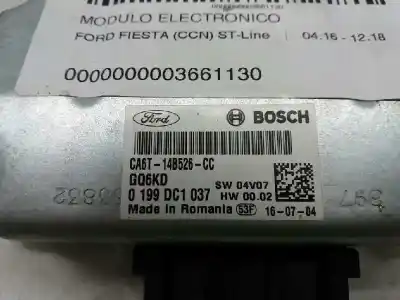 MODULO ELECTRONICO
FORD FIESTA (CCN) ST-Line 04.16 - 12.18
0000000003661130
Ford BOSCH
CA6T-14B526-CC
GQ6KD SW 04V07
0 199 DC1 037 HW 00.02
Made in Romania 53F 16-07-04